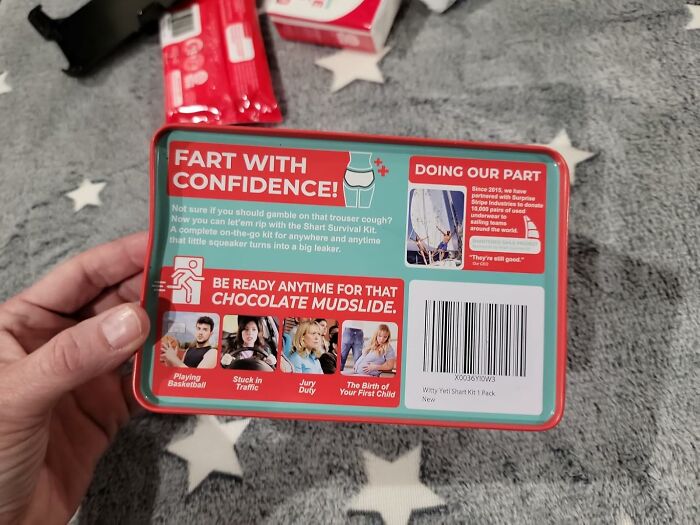 FART WITH
CONFIDENCE!
Not sure if you should gamble on that trouser cough?
Now you can let'em rip with the Shart Survival Kit.
A complete on-the-go kit for anywhere and anytime
that little squeaker turns into a big leaker.
BE READY ANYTIME FOR THAT
CHOCOLATE MUDSLIDE.
Playing
Basketball
Stuck in
Traffic
Jury
Duty
The Birth of
Your First Child
DOING OUR PART
Since 2015, we have
partnered with Surprise
Stripe Industries to donate
10,000 pairs of used
underwear to
sailing teams
around the world.
"They're still good."
Our CEO
X0036YI0W3
Witty Yeti Shart Kit 1 Pack
New